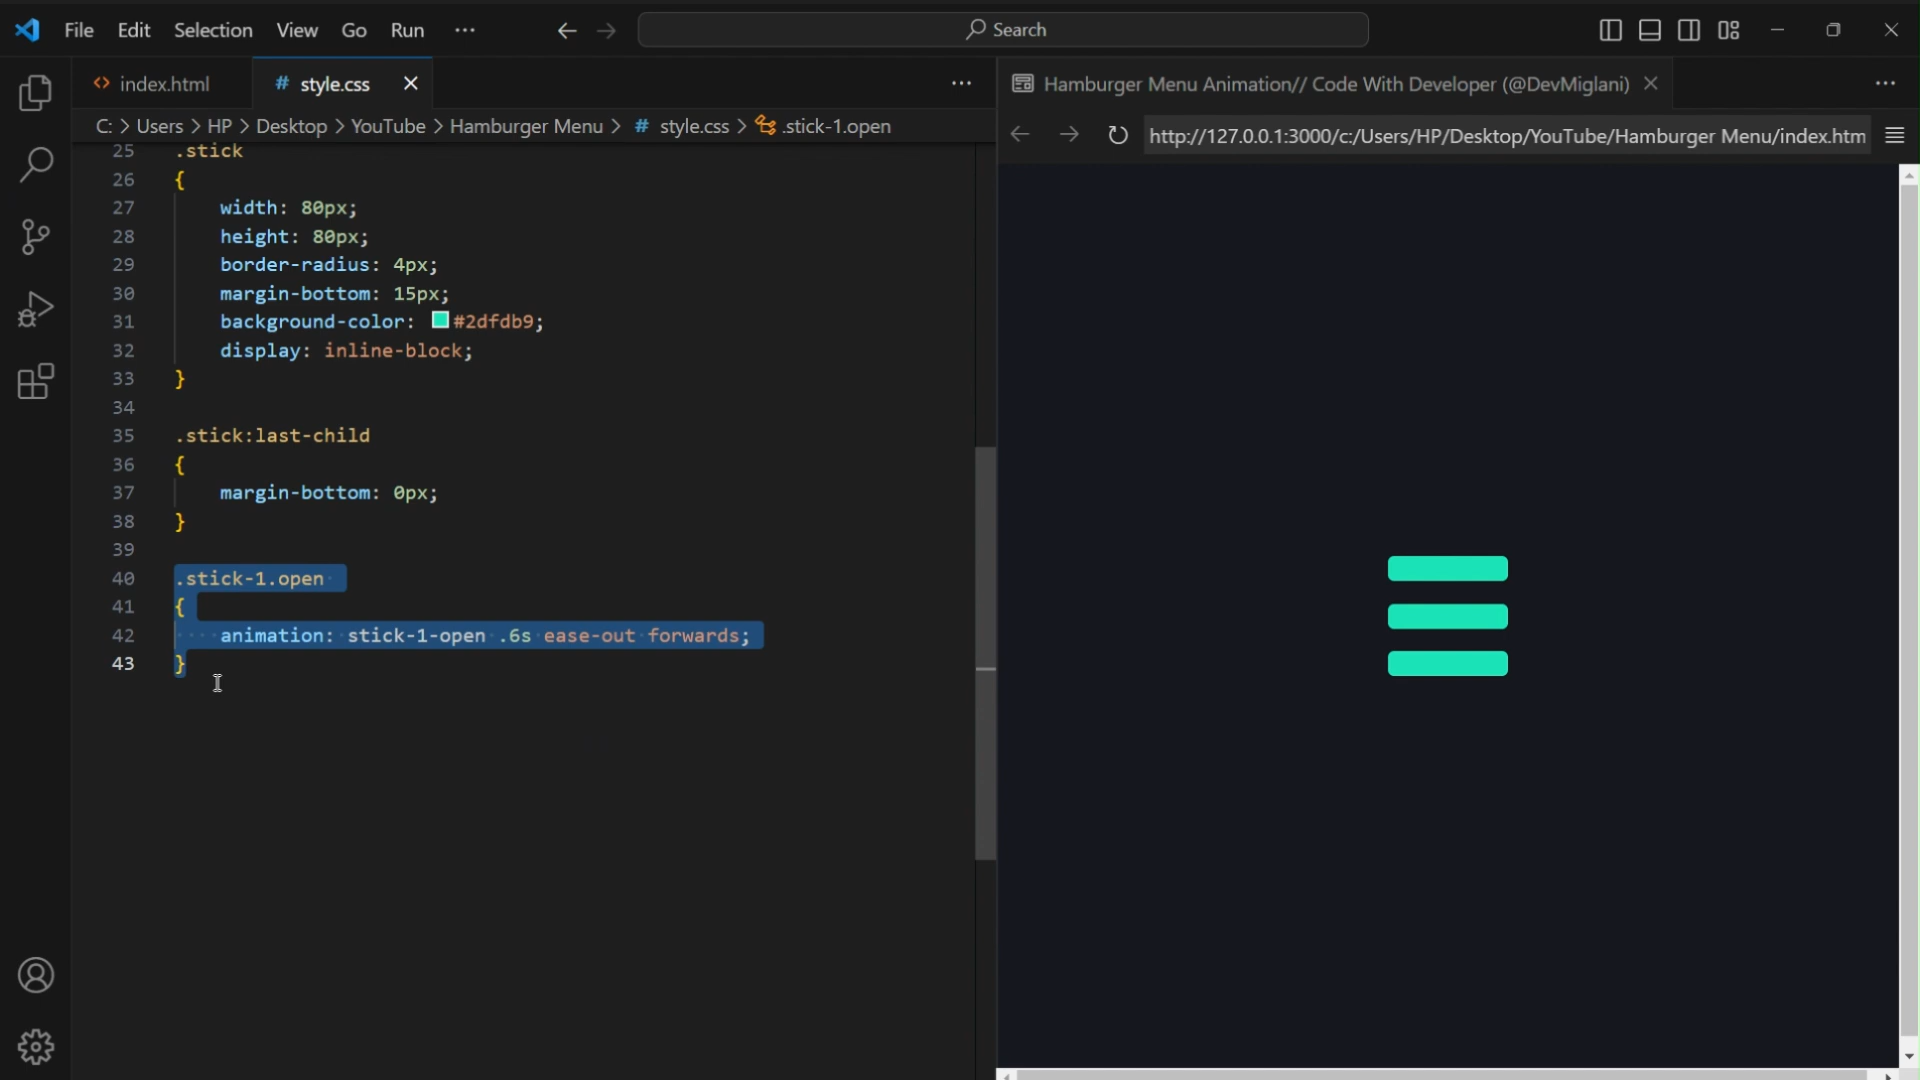 File Edit Selection View Go Run ··· Search
index.html # style.css ···
C: > Users > HP > Desktop > YouTube > Hamburger Menu > # style.css > .stick-1.open
25 .stick
26 {
27 width: 80px;
28 height: 80px;
29 border-radius: 4px;
30 margin-bottom: 15px;
31 background-color: #2dfdb9;
32 display: inline-block;
33 }
34
35 .stick:last-child
36 {
37 margin-bottom: 0px;
38 }
39
40 .stick-1.open
41 {
42 animation: stick-1-open .6s ease-out forwards;
43 }
Hamburger Menu Animation// Code With Developer (@DevMiglani) ···
http://127.0.0.1:3000/c:/Users/HP/Desktop/YouTube/Hamburger Menu/index.htm